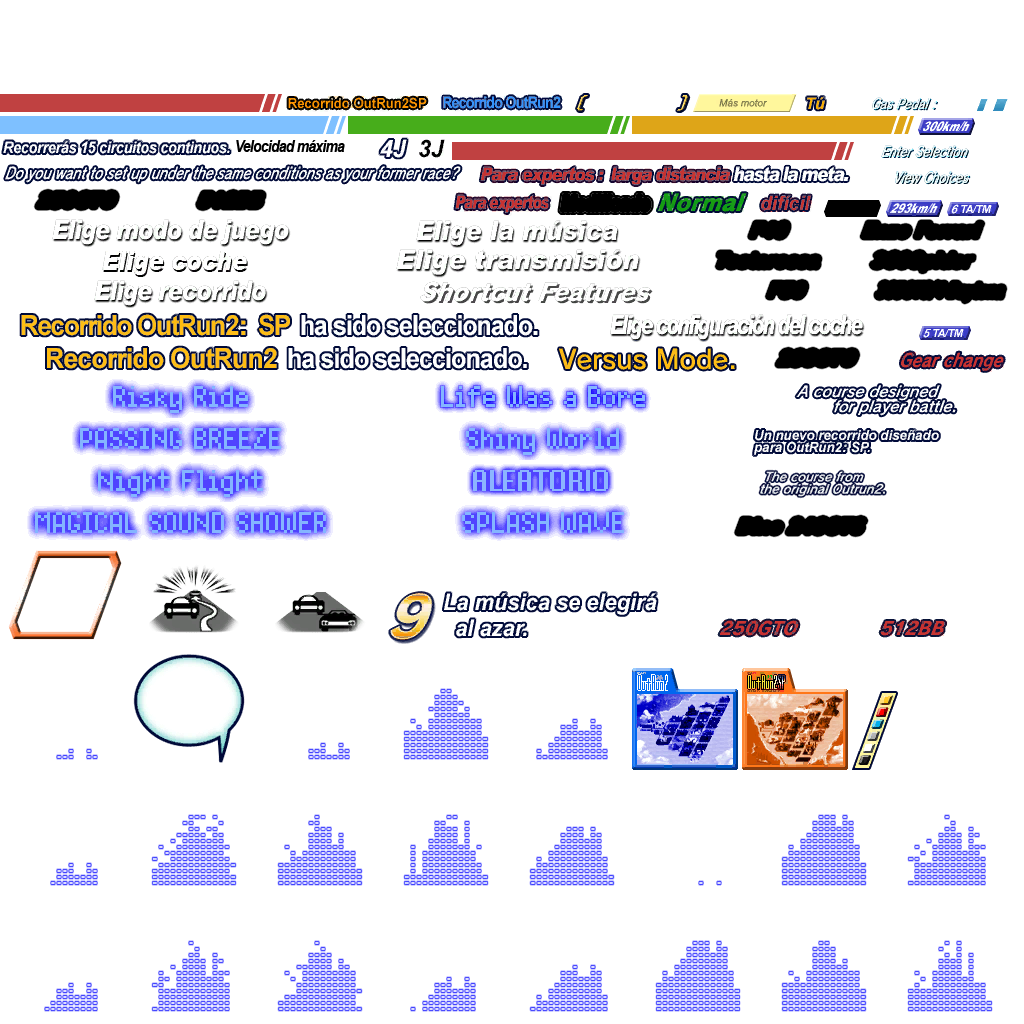 Recorrido OutRun2SP Recorrido OutRun2 ( ) Más motor Tú Gas Pedal :
300km/h
Recorrerás 15 circuitos continuos. Velocidad máxima 4J 3J Enter Selection
Do you want to set up under the same conditions as your former race? Para expertos : larga distancia hasta la meta. View Choices
Para expertos Normal difícil 293km/h 6 TA/TM
Elige modo de juego Elige la música
Elige coche Elige transmisión
Elige recorrido Shortcut Features
Recorrido OutRun2: SP ha sido seleccionado. Elige configuración del coche 5 TA/TM
Recorrido OutRun2 ha sido seleccionado. Versus Mode. Gear change
Risky Ride Life Was a Bore A course designed
for player battle.
PASSING BREEZE Shiny World Un nuevo recorrido diseñado
para OutRun2: SP.
Night Flight ALEATORIO The course from
the original Outrun2.
MAGICAL SOUND SHOWER SPLASH WAVE
9 La música se elegirá
al azar. 250GTO 512BB
OutRun2 OutRun2SP